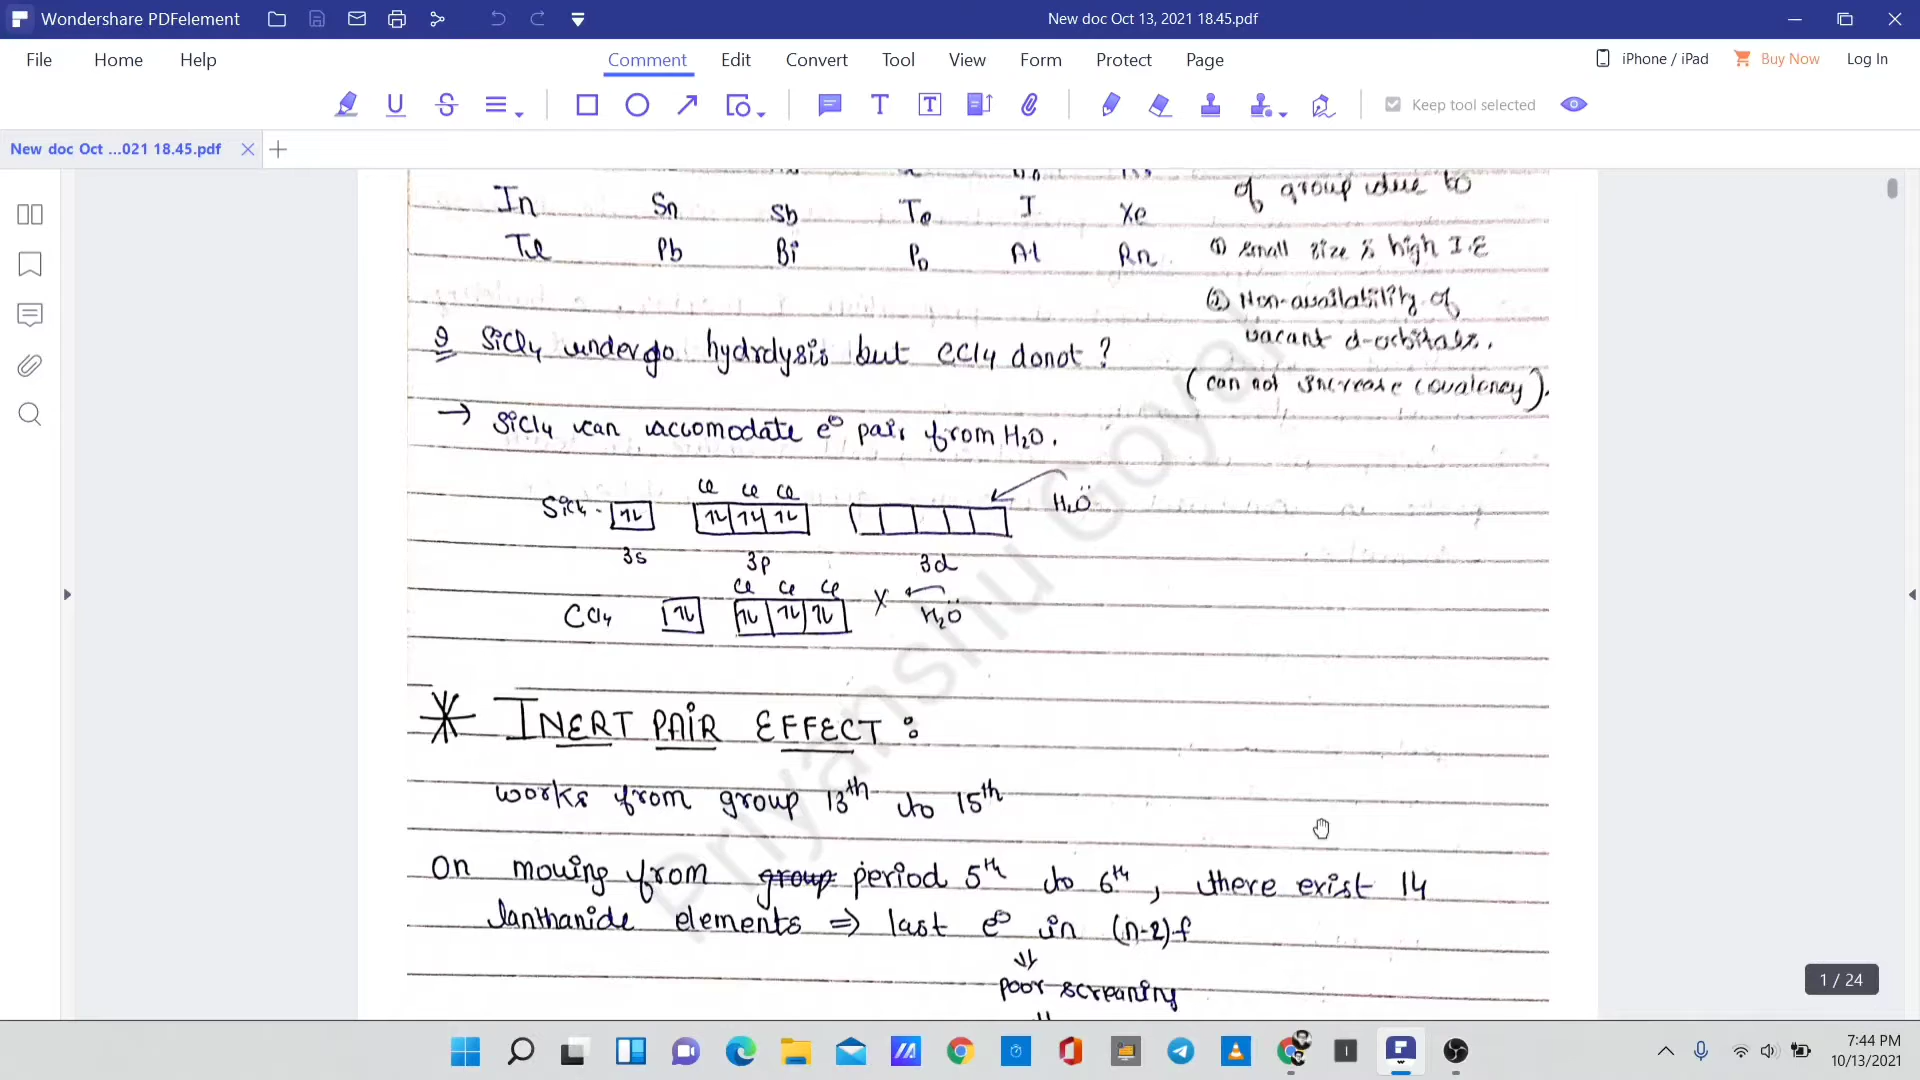 Wondershare PDFelement
New doc Oct 13, 2021 18.45.pdf
File Home Help Comment Edit Convert Tool View Form Protect Page iPhone / iPad Buy Now Log In
Keep tool selected
New doc Oct ...021 18.45.pdf
In Sn Sb Te I Xe
of group due to
Tl Pb Bi Po At Rn
(1) small size & high I.E
(2) Non-availability of
vacant d-orbitals.
(can not increase covalency).
Q SiCl4 undergo hydrolysis but CCl4 donot ?
→ SiCl4 can accomodate e⊖ pair from H2O.
Cl Cl Cl
SiCl4 - H2Ö
3s 3p 3d
Cl Cl Cl
CCl4 X H2Ö
* INERT PAIR EFFECT :
works from group 13th to 15th
On moving from group period 5th to 6th, there exist 14
lanthanide elements ⇒ last e⊖ in (n-2)f
⇓
poor screaning
Priyanshu Goyal
1 / 24
7:44 PM
10/13/2021